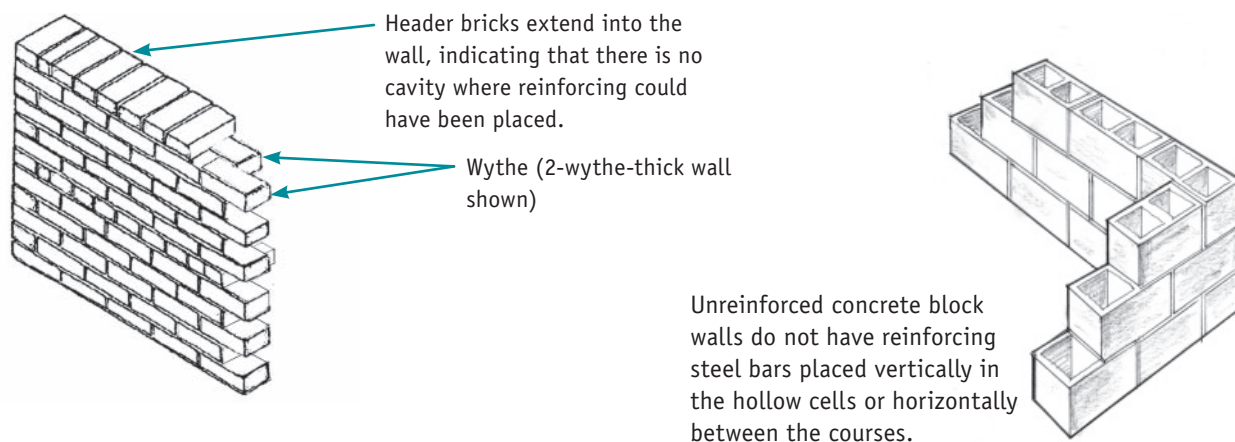 Header bricks extend into the
wall, indicating that there is no
cavity where reinforcing could
have been placed.
Wythe (2-wythe-thick wall
shown)
Unreinforced concrete block
walls do not have reinforcing
steel bars placed vertically in
the hollow cells or horizontally
between the courses.